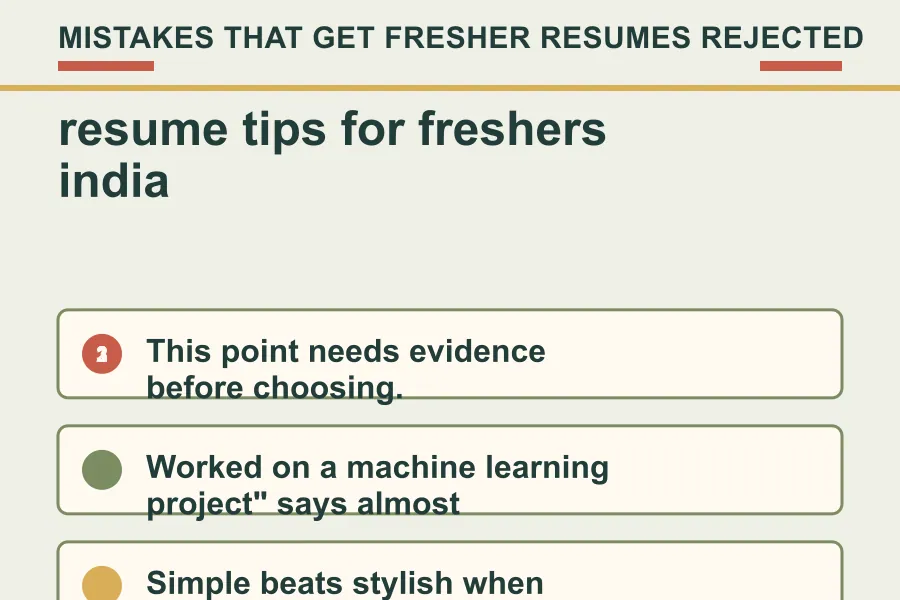 MISTAKES THAT GET FRESHER RESUMES REJECTED
resume tips for freshers
india
This point needs evidence
before choosing.
Worked on a machine learning
project" says almost
Simple beats stylish when